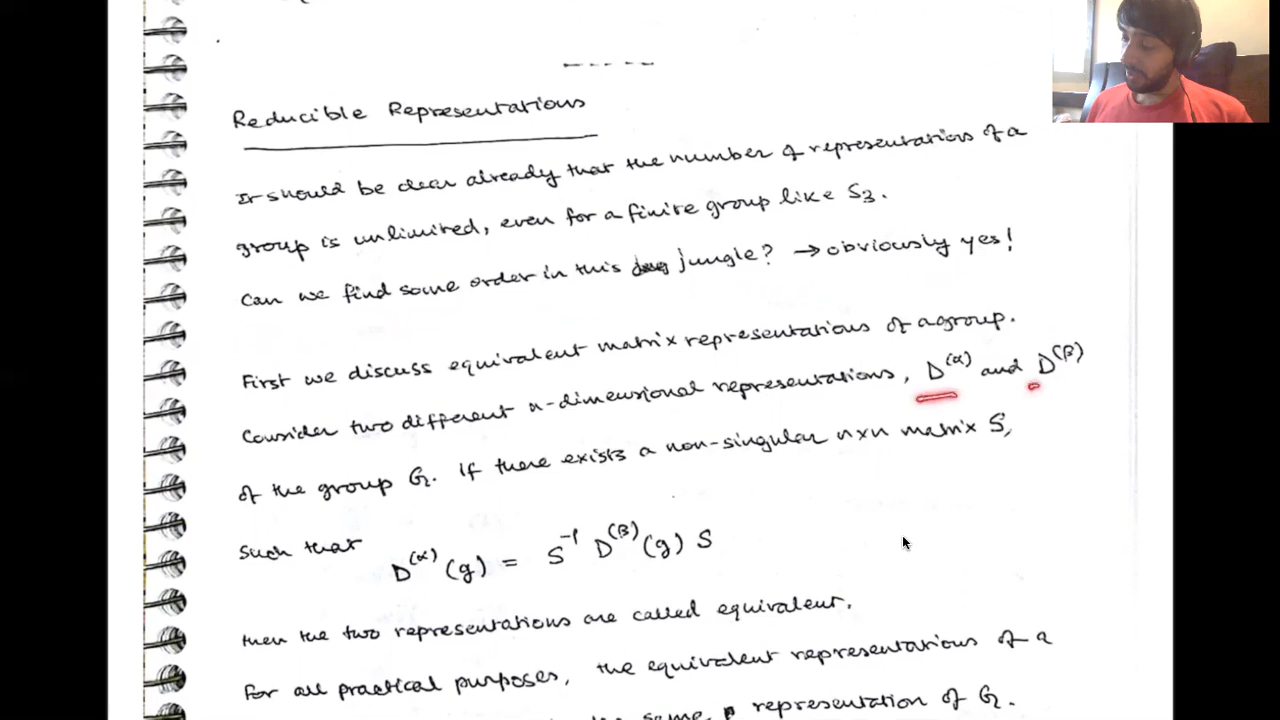 Reducible Representations
It should be clear already that the number of representations of a
group is unlimited, even for a finite group like S₃.
Can we find some order in this jungle? → obviously yes!
First we discuss equivalent matrix representations of a group.
Consider two different n-dimensional representations, D^(α) and D^(β)
of the group G. If there exists a non-singular n×n matrix S,
Such that
D^(α)(g) = S^-1 D^(β)(g) S
then the two representations are called equivalent.
For all practical purposes, the equivalent representations of a
same representation of G.